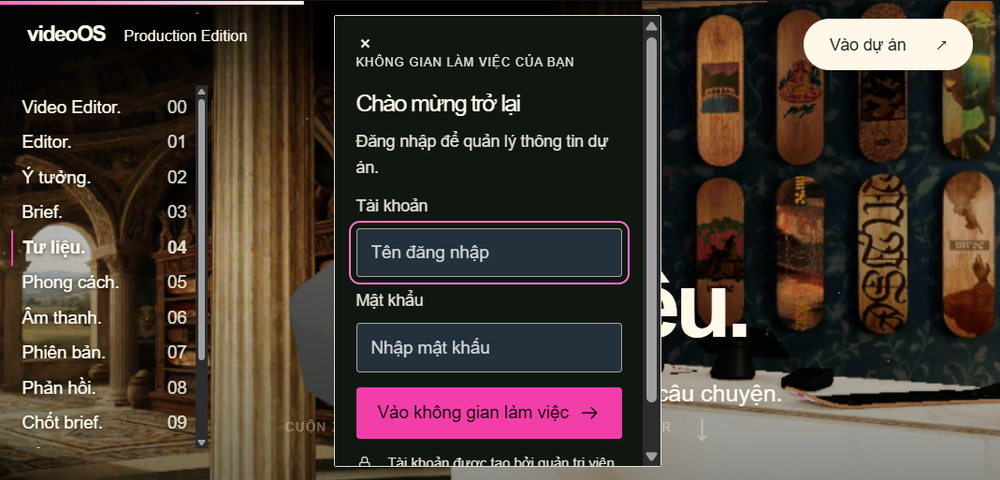 videoOS Production Edition
Vào dự án ↗
Video Editor. 00
Editor. 01
Ý tưởng. 02
Brief. 03
Tư liệu. 04
Phong cách. 05
Âm thanh. 06
Phiên bản. 07
Phản hồi. 08
Chốt brief. 09
×
KHÔNG GIAN LÀM VIỆC CỦA BẠN
Chào mừng trở lại
Đăng nhập để quản lý thông tin dự
án.
Tài khoản
Tên đăng nhập
Mật khẩu
Nhập mật khẩu
Vào không gian làm việc →
Tài khoản được tạo bởi quản trị viên
êu.
câu chuyện.
CUỘN
R ↓